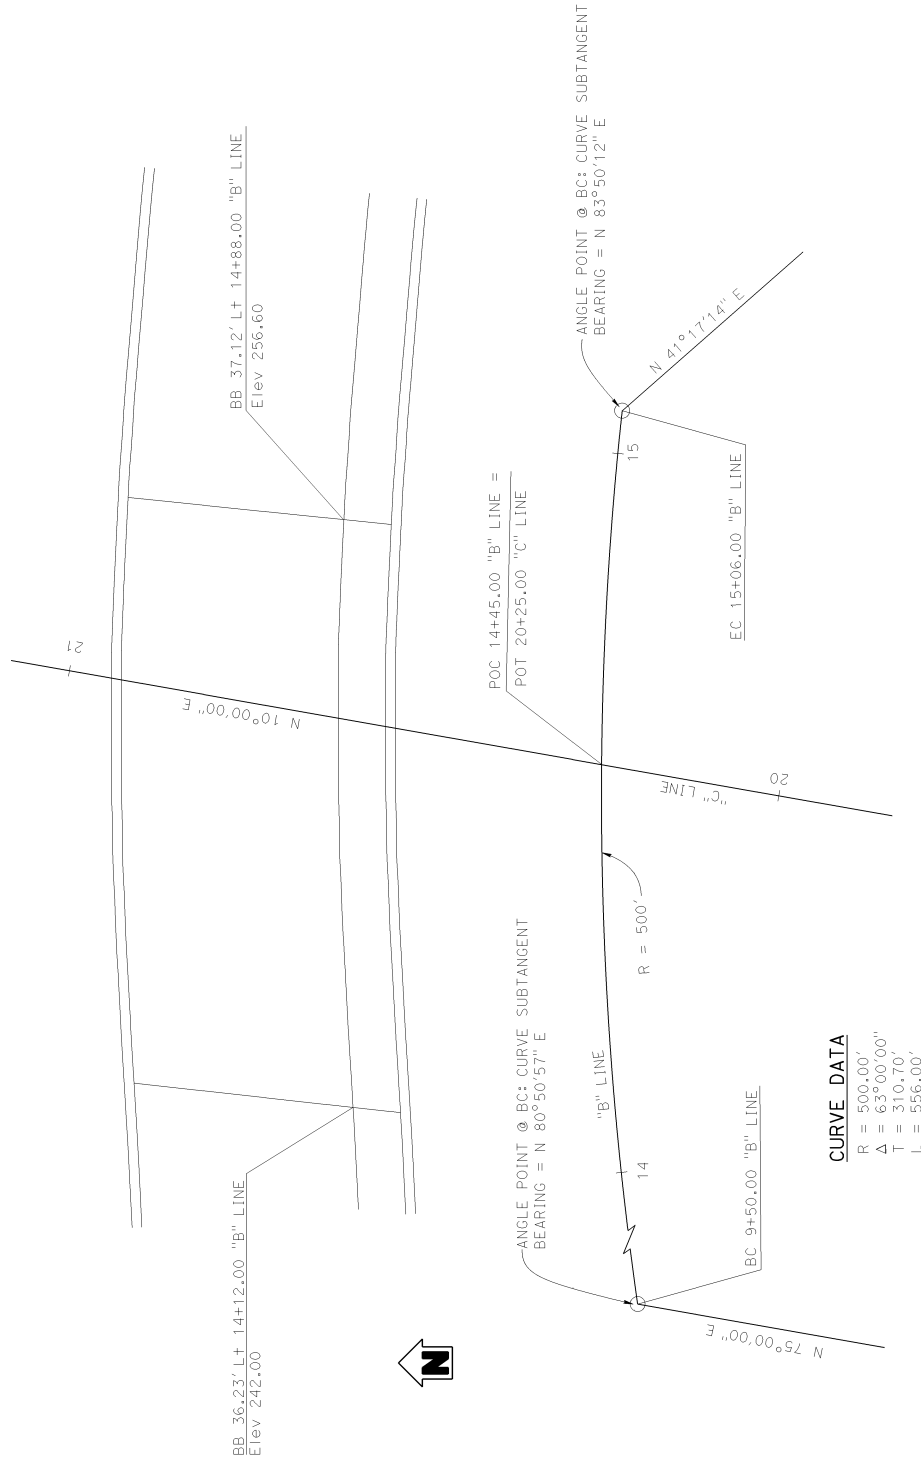 BB 36.23' Lt 14+12.00 "B" LINE
Elev 242.00
BB 37.12' Lt 14+88.00 "B" LINE
Elev 256.60
21
N 10°00'00" E
POC 14+45.00 "B" LINE =
POT 20+25.00 "C" LINE
"C" LINE
20
ANGLE POINT @ BC: CURVE SUBTANGENT
BEARING = N 80°50'57" E
ANGLE POINT @ BC: CURVE SUBTANGENT
BEARING = N 83°50'12" E
"B" LINE
14
R = 500'
15
N 41°17'14" E
EC 15+06.00 "B" LINE
BC 9+50.00 "B" LINE
N 75°00'00" E
N
CURVE DATA
R = 500.00'
Δ = 63°00'00"
T = 310.70'
L = 556.00'